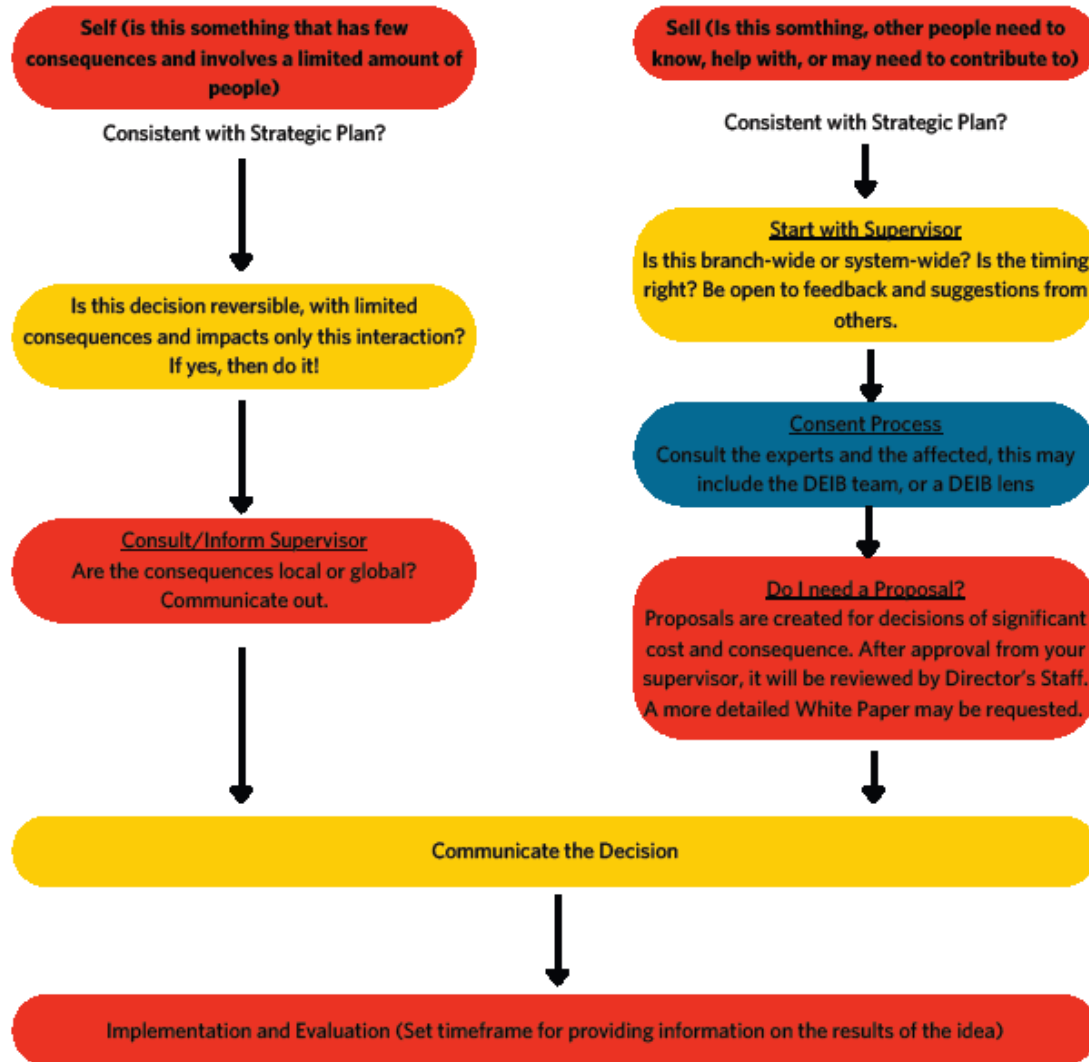 Self (is this something that has few
consequences and involves a limited amount of
people)
Consistent with Strategic Plan?
Is this decision reversible, with limited
consequences and impacts only this interaction?
If yes, then do it!
Consult/Inform Supervisor
Are the consequences local or global?
Communicate out.
Sell (Is this somthing, other people need to
know, help with, or may need to contribute to)
Consistent with Strategic Plan?
Start with Supervisor
Is this branch-wide or system-wide? Is the timing
right? Be open to feedback and suggestions from
others.
Consent Process
Consult the experts and the affected, this may
include the DEIB team, or a DEIB lens
Do I need a Proposal?
Proposals are created for decisions of significant
cost and consequence. After approval from your
supervisor, it will be reviewed by Director's Staff.
A more detailed White Paper may be requested.
Communicate the Decision
Implementation and Evaluation (Set timeframe for providing information on the results of the idea)